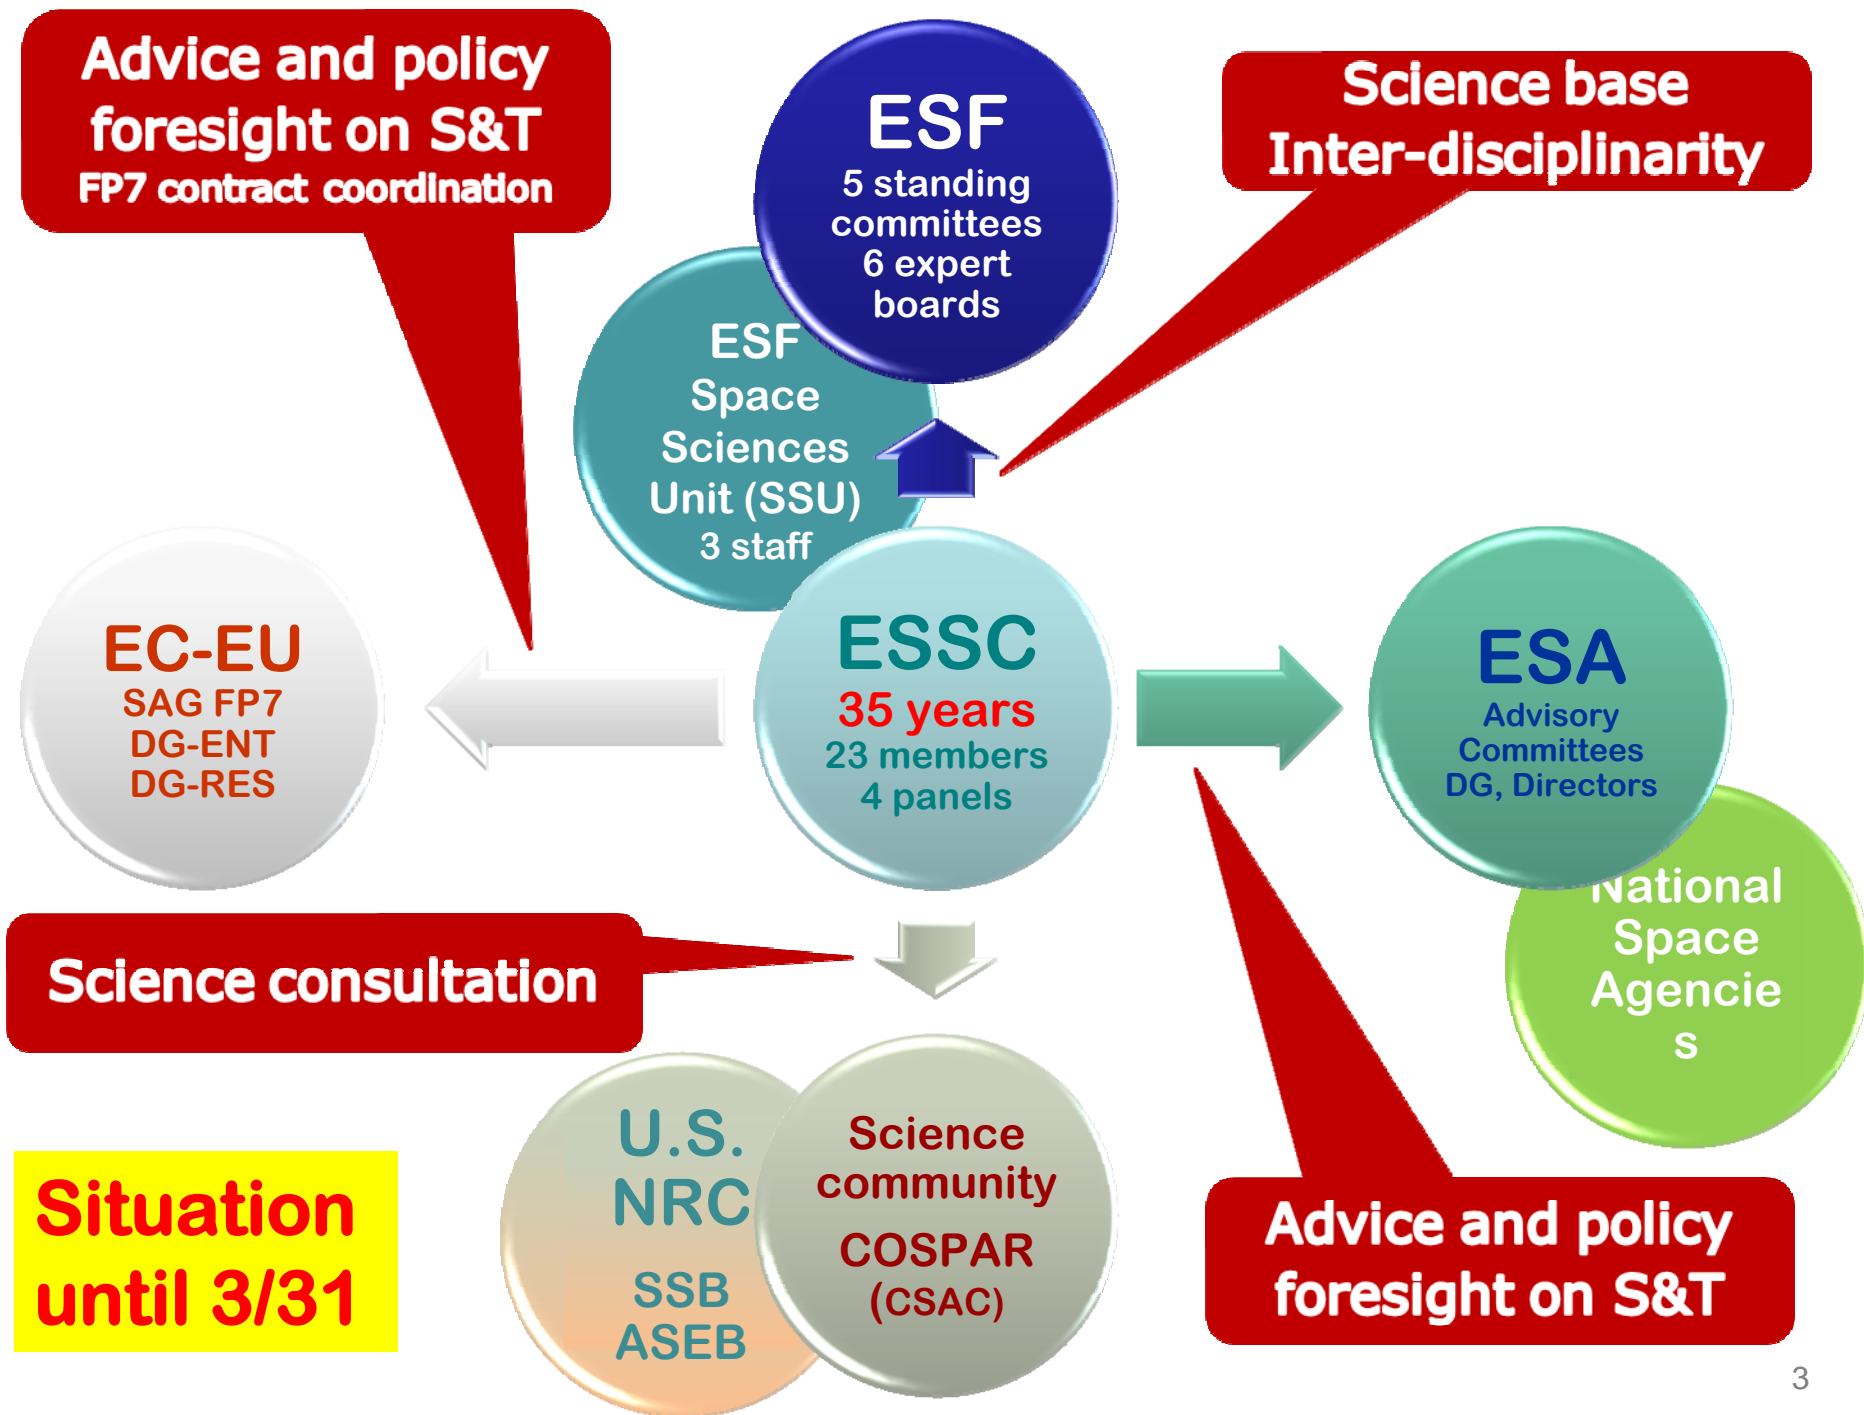 Advice and policy
foresight on S&T
FP7 contract coordination
ESF
5 standing
committees
6 expert
boards
Science base
Inter-disciplinarity
ESF
Space
Sciences
Unit (SSU)
3 staff
EC-EU
SAG FP7
DG-ENT
DG-RES
ESSC
35 years
23 members
4 panels
ESA
Advisory
Committees
DG, Directors
National
Space
Agencie
s
Science consultation
U.S.
NRC
SSB
ASEB
Science
community
COSPAR
(CSAC)
Situation
until 3/31
Advice and policy
foresight on S&T
3